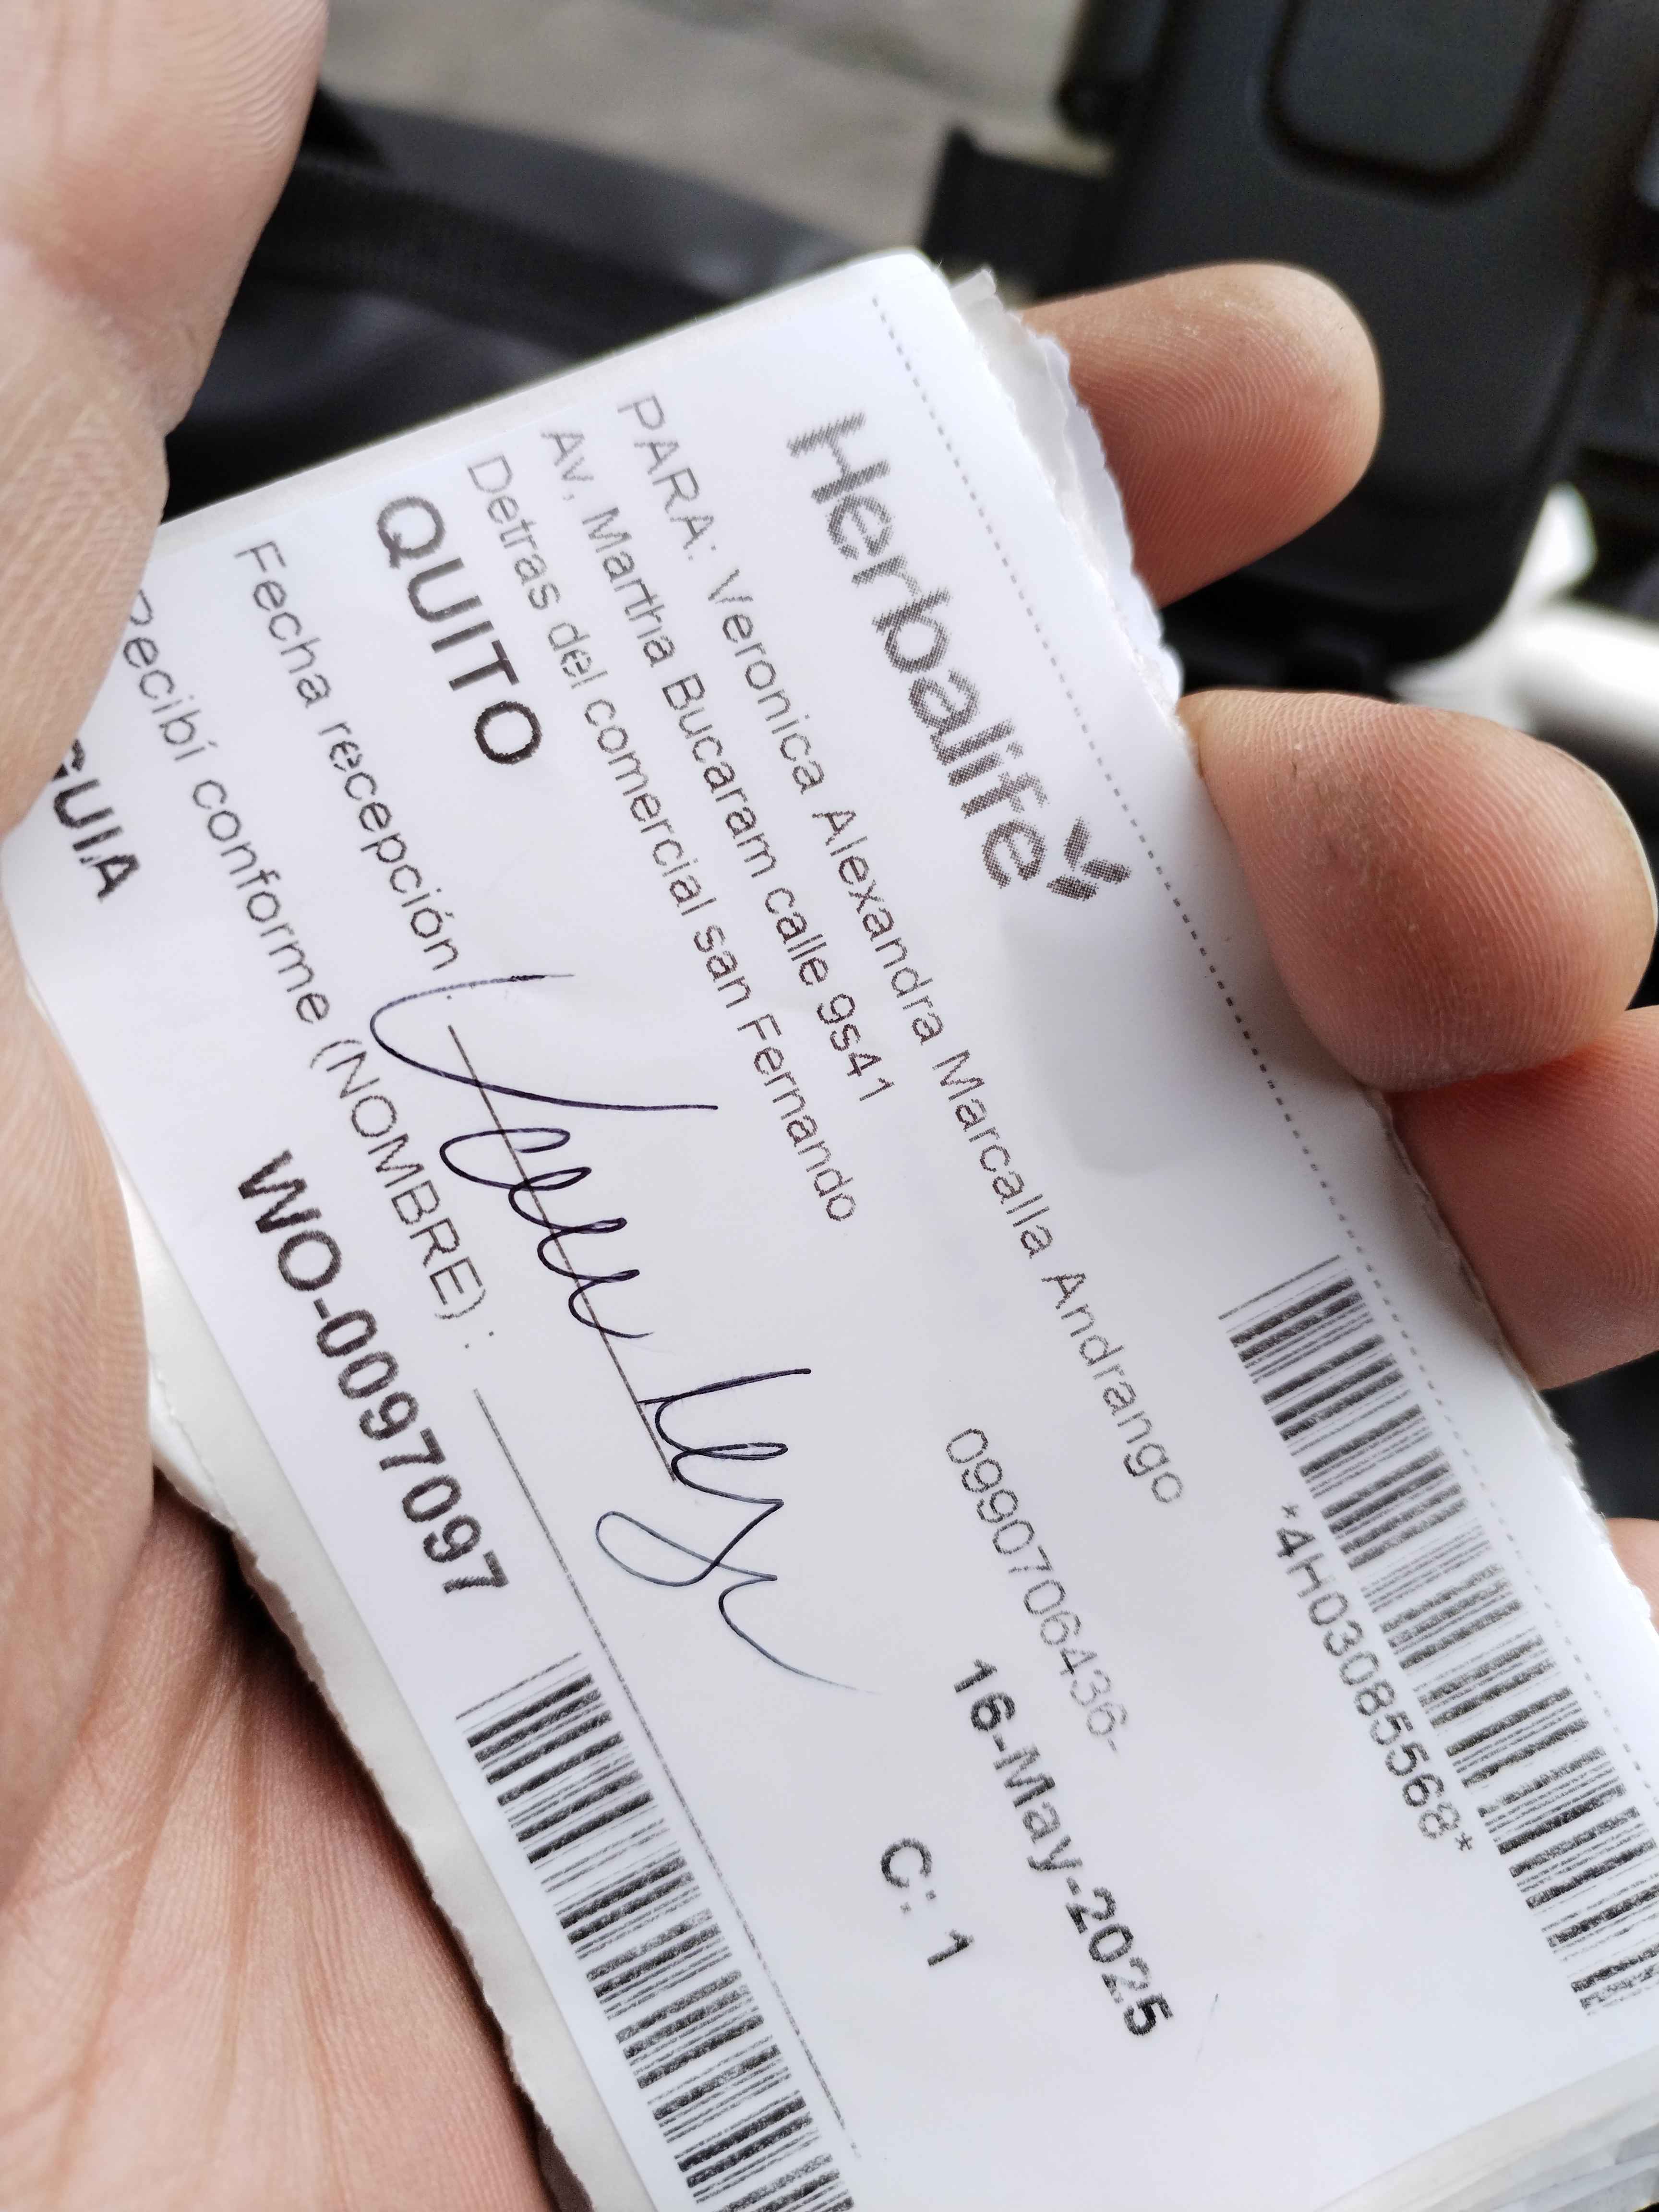 Herbalife
*4H03085568*
PARA: Veronica Alexandra Marcalla Andrango
Av, Martha Bucaram calle 9s41
0990706436-
Detras del comercial san Fernando
16-May-2025
QUITO
C: 1
Fecha recepción :
Recibí conforme (NOMBRE) :
GUIA WO-0097097